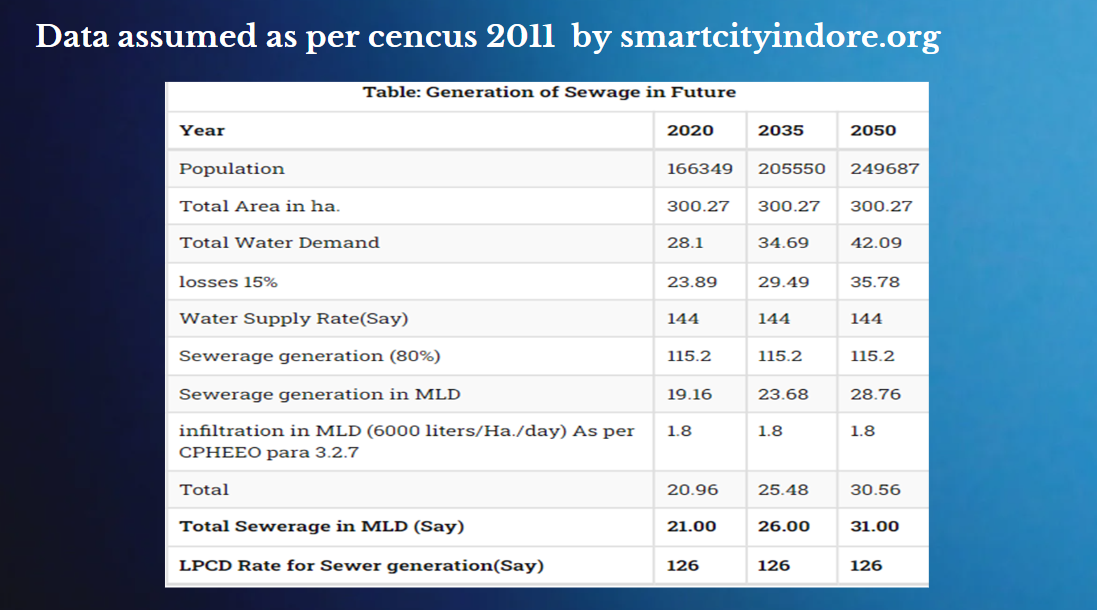 Data assumed as per cencus 2011 by smartcityindore.org
Table: Generation of Sewage in Future
Year 2020 2035 2050
Population 166349 205550 249687
Total Area in ha. 300.27 300.27 300.27
Total Water Demand 28.1 34.69 42.09
losses 15% 23.89 29.49 35.78
Water Supply Rate(Say) 144 144 144
Sewerage generation (80%) 115.2 115.2 115.2
Sewerage generation in MLD 19.16 23.68 28.76
infiltration in MLD (6000 liters/Ha./day) As per 1.8 1.8 1.8
CPHEEO para 3.2.7
Total 20.96 25.48 30.56
Total Sewerage in MLD (Say) 21.00 26.00 31.00
LPCD Rate for Sewer generation(Say) 126 126 126